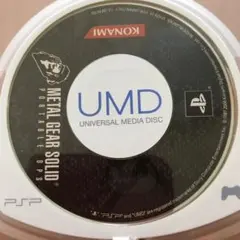 KONAMI
METAL GEAR SOLID®
PORTABLE OPS
UMD
UNIVERSAL MEDIA DISC
PSP